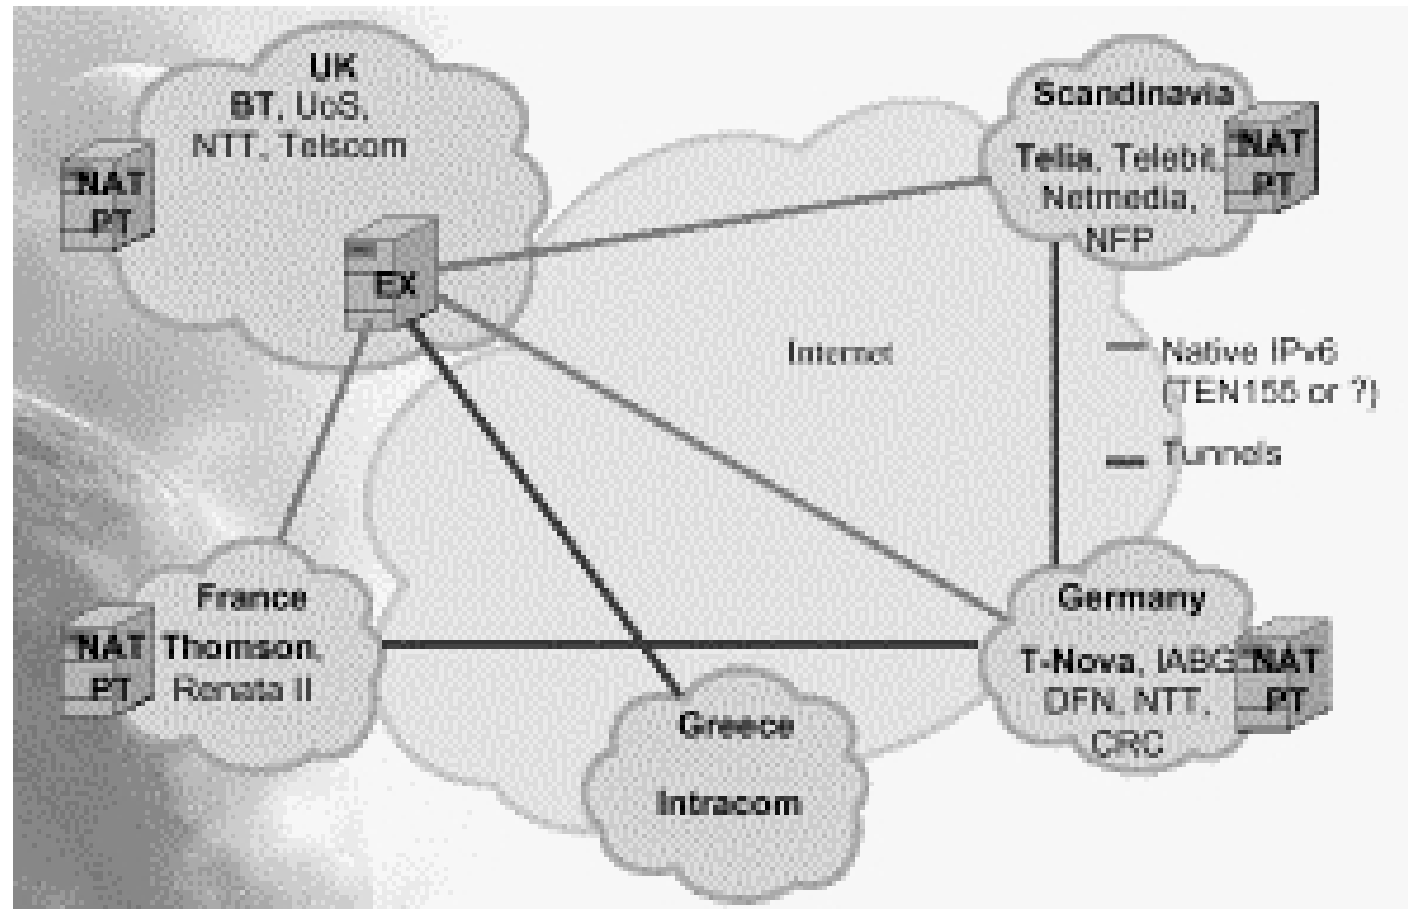 UK
BT, UoS,
NTT, Telscom
NAT
PT
EX
Scandinavia
Telia, Telebit,
Netmedia,
NFP
NAT
PT
Internet
Native IPv6
(TEN155 or ?)
Tunnels
France
Thomson,
Renata II
NAT
PT
Greece
Intracom
Germany
T-Nova, IABG
DFN, NTT,
CRC
NAT
PT